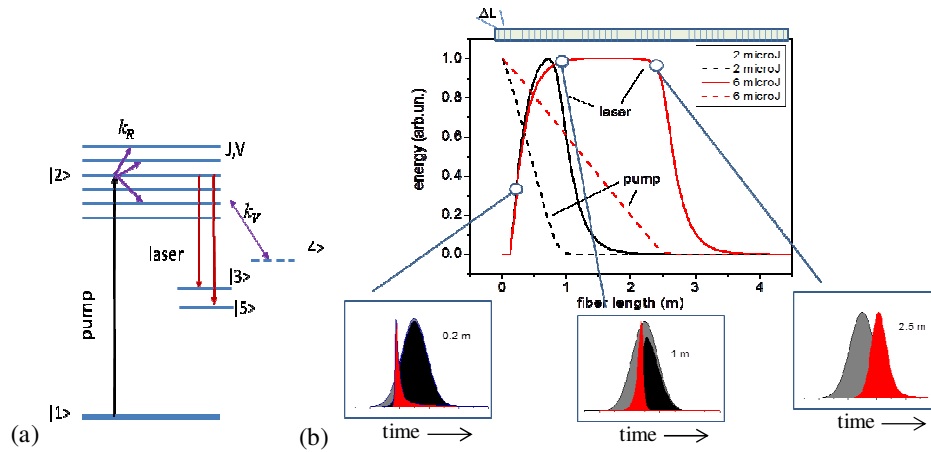 (a)
k_R
J,V
|2>
k_V
4>
laser
|3>
|5>
pump
|1>
(b)
ΔL
energy (arb.un.)
1.0
0.8
0.6
0.4
0.2
0.0
2 microJ
2 microJ
6 microJ
6 microJ
laser
pump
0 1 2 3 4
fiber length (m)
0.2 m
1 m
2.5 m
time
time
time